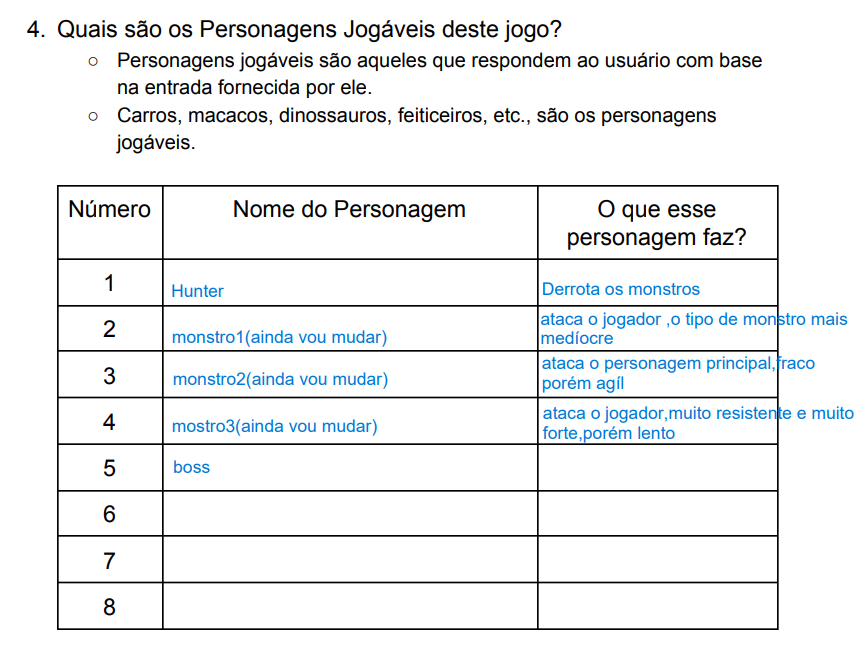 4. Quais são os Personagens Jogáveis deste jogo?
○ Personagens jogáveis são aqueles que respondem ao usuário com base
na entrada fornecida por ele.
○ Carros, macacos, dinossauros, feiticeiros, etc., são os personagens
jogáveis.
Número Nome do Personagem O que esse
personagem faz?
1 Hunter Derrota os monstros
2 monstro1(ainda vou mudar) ataca o jogador ,o tipo de monstro mais
medíocre
3 monstro2(ainda vou mudar) ataca o personagem principal,fraco
porém agíl
4 mostro3(ainda vou mudar) ataca o jogador,muito resistente e muito
forte,porém lento
5 boss
6
7
8